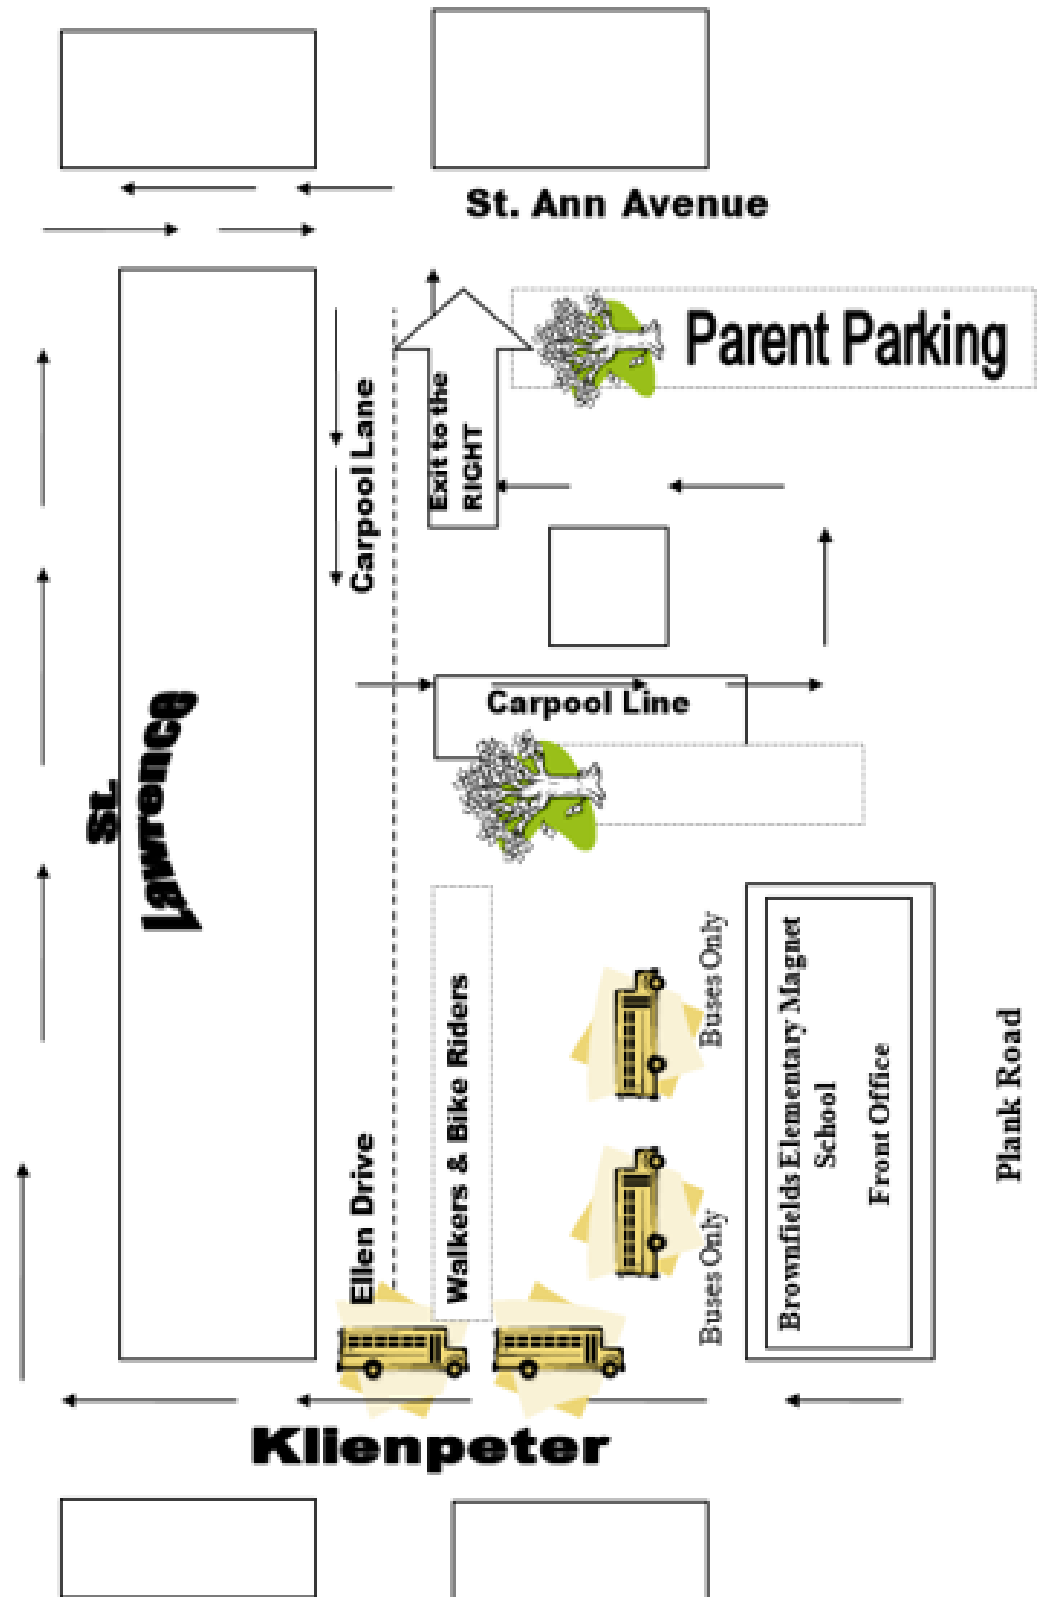 St. Ann Avenue
Parent Parking
Exit to the
RIGHT
Carpool Lane
Carpool Line
St.
Lawrence
Walkers & Bike Riders
Ellen Drive
Buses Only
Buses Only
Brownfields Elementary Magnet
School
Front Office
Plank Road
Klienpeter